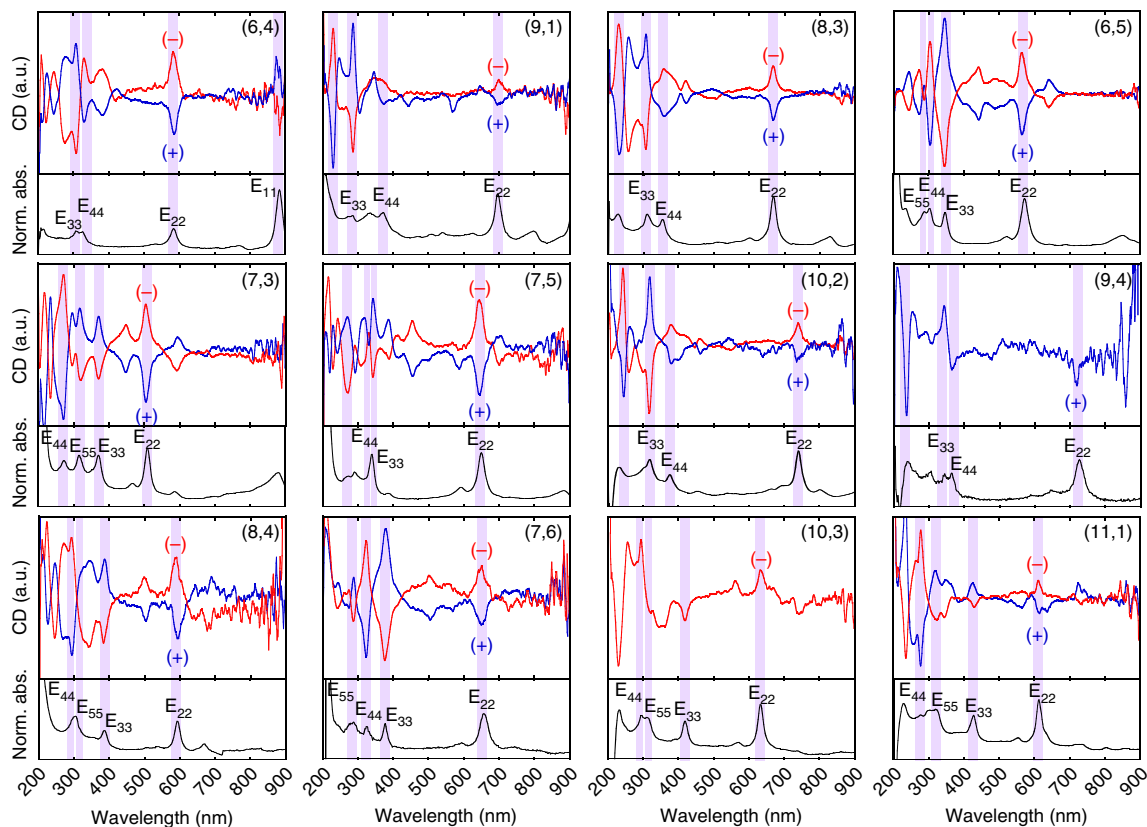 (6,4) (9,1) (8,3) (6,5)
CD (a.u.)
(−) (−) (−) (−)
(+) (+) (+) (+)
Norm. abs.
E33 E44 E22 E11
E33 E44 E22
E33 E44 E22
E55 E44 E33 E22
(7,3) (7,5) (10,2) (9,4)
CD (a.u.)
(−) (−) (−)
(+) (+) (+) (+)
Norm. abs.
E44 E55 E33 E22
E44 E33 E22
E33 E44 E22
E33 E44 E22
(8,4) (7,6) (10,3) (11,1)
CD (a.u.)
(−) (−) (−) (−)
(+) (+) (+)
Norm. abs.
E44 E55 E33 E22
E55 E44 E33 E22
E44 E55 E33 E22
E44 E55 E33 E22
200 300 400 500 600 700 800 900
200 300 400 500 600 700 800 900
200 300 400 500 600 700 800 900
200 300 400 500 600 700 800 900
Wavelength (nm) Wavelength (nm) Wavelength (nm) Wavelength (nm)